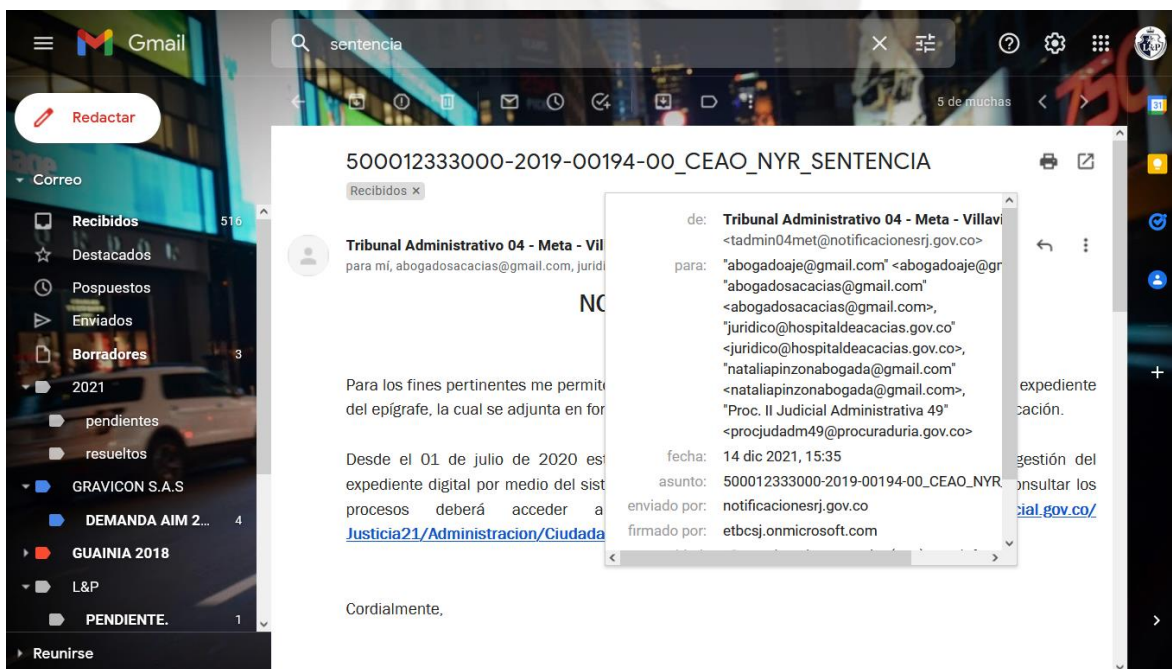 Gmail
sentencia
Redactar
5 de muchas
31
Correo
Recibidos 516
Destacados
Pospuestos
Enviados
Borradores 3
2021
pendientes
resueltos
GRAVICON S.A.S
DEMANDA AIM 2... 4
GUAINIA 2018
L&P
PENDIENTE. 1
Reunirse
500012333000-2019-00194-00_CEAO_NYR_SENTENCIA
Recibidos ×
Tribunal Administrativo 04 - Meta - Vil
para mí, abogadosacacias@gmail.com, juridi
NO
Para los fines pertinentes me permito
expediente
del epígrafe, la cual se adjunta en for
cación.
Desde el 01 de julio de 2020 est
gestión del
expediente digital por medio del sist
onsultar los
procesos deberá acceder a
cial.gov.co/
Justicia21/Administracion/Ciudada
Cordialmente,
de: Tribunal Administrativo 04 - Meta - Villavi
<tadmin04met@notificacionesrj.gov.co>
para: "abogadoaje@gmail.com" <abogadoaje@gm
"abogadosacacias@gmail.com"
<abogadosacacias@gmail.com>,
"juridico@hospitaldeacacias.gov.co"
<juridico@hospitaldeacacias.gov.co>,
"nataliapinzonabogada@gmail.com"
<nataliapinzonabogada@gmail.com>,
"Proc. II Judicial Administrativa 49"
<procjudadm49@procuraduria.gov.co>
fecha: 14 dic 2021, 15:35
asunto: 500012333000-2019-00194-00_CEAO_NYR_
enviado por: notificacionesrj.gov.co
firmado por: etbcsj.onmicrosoft.com